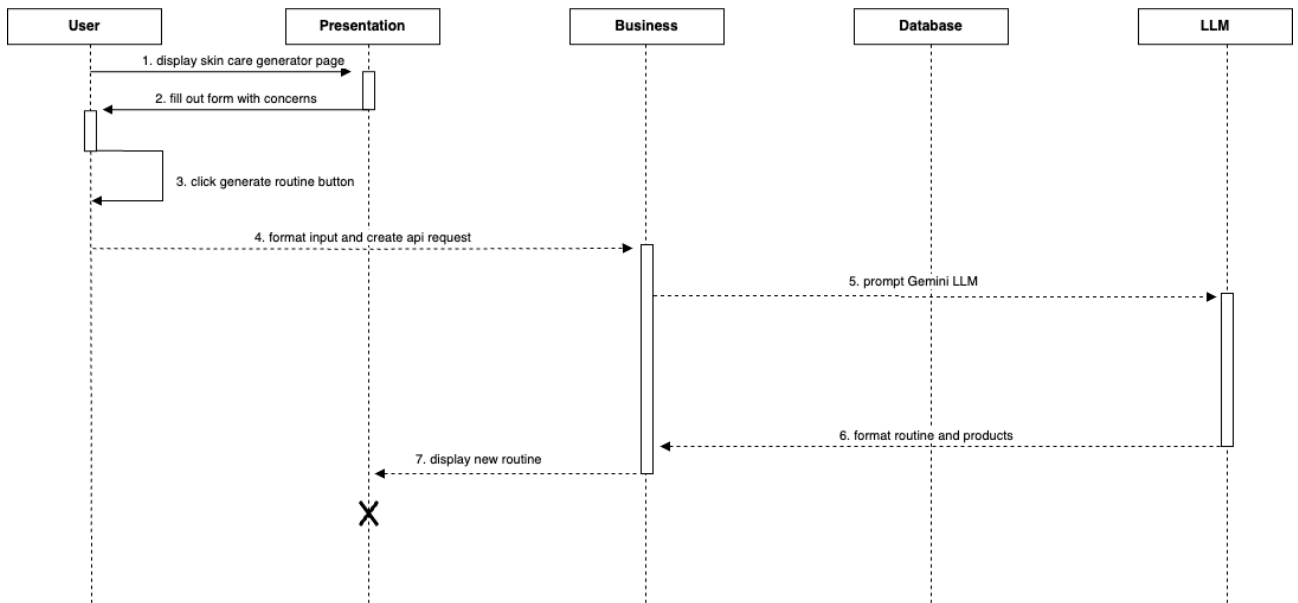 User
Presentation
Business
Database
LLM
1. display skin care generator page
2. fill out form with concerns
3. click generate routine button
4. format input and create api request
5. prompt Gemini LLM
6. format routine and products
7. display new routine